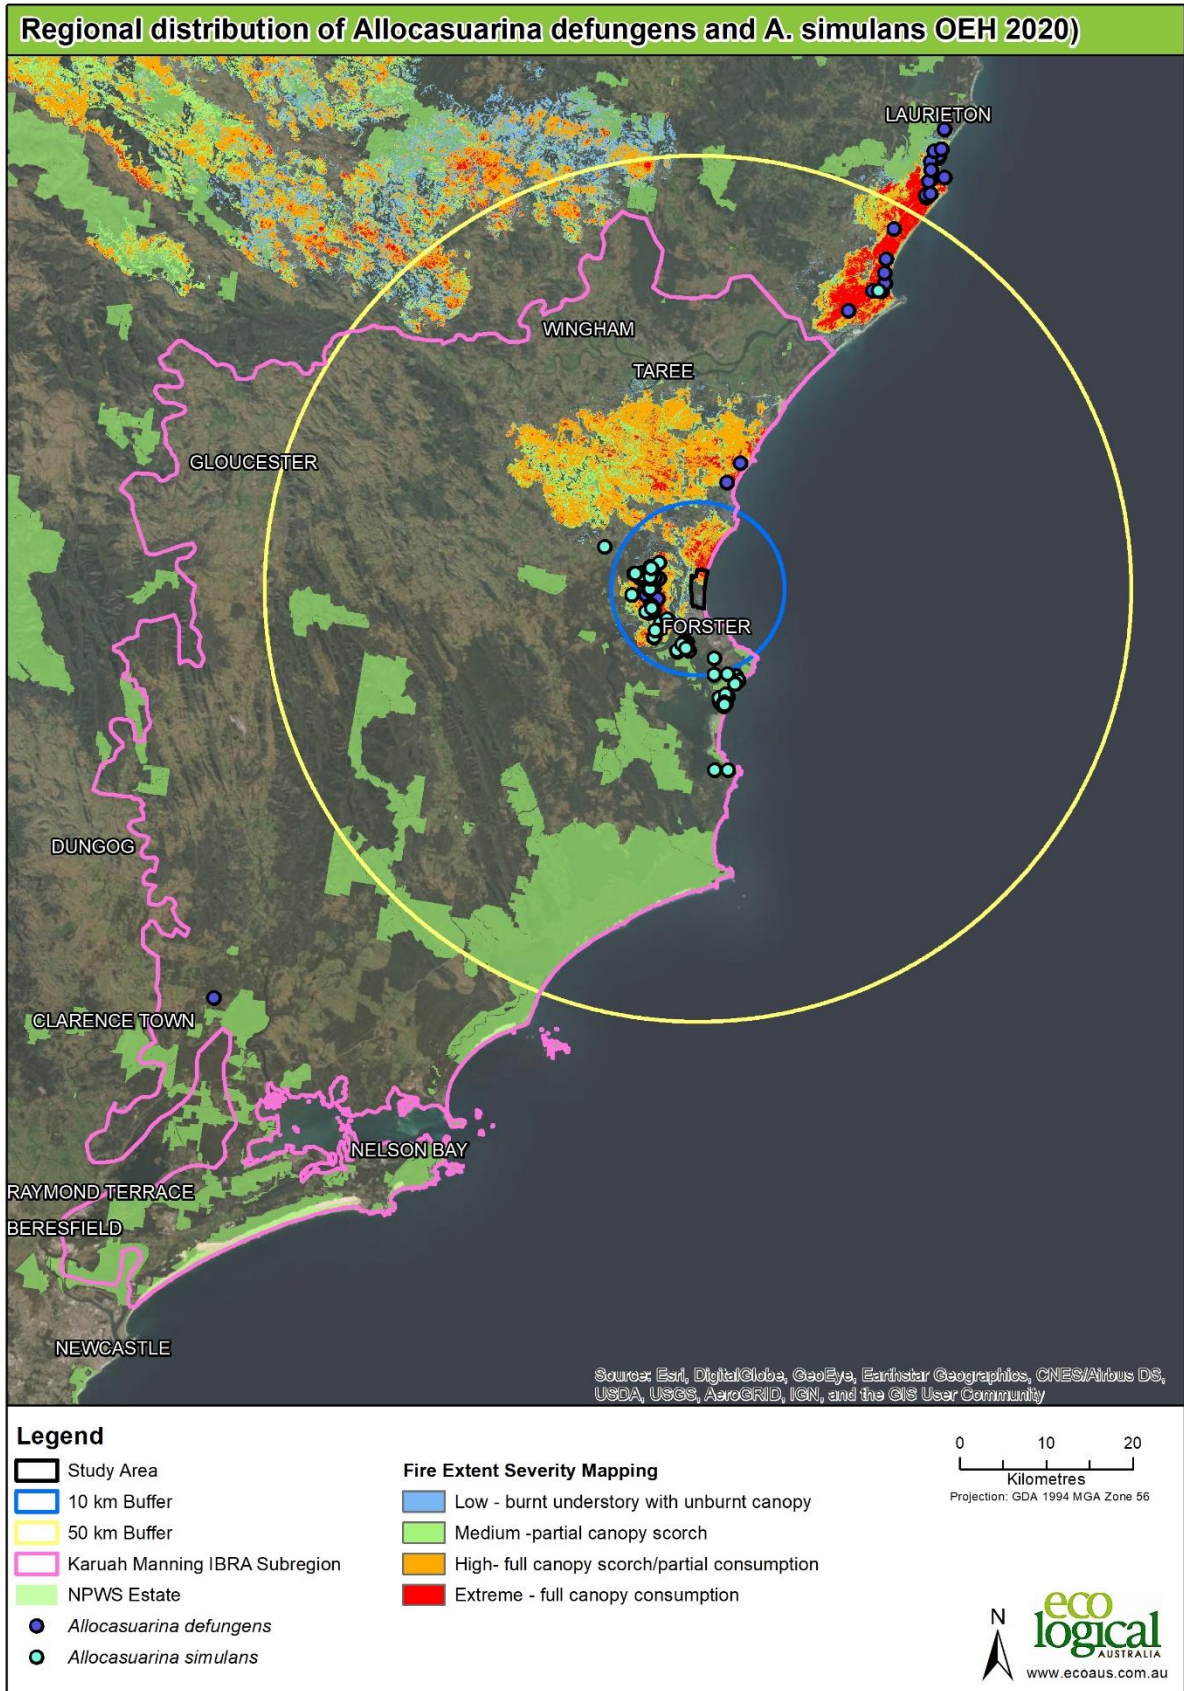 Regional distribution of Allocasuarina defungens and A. simulans OEH 2020)
LAURIETON
WINGHAM
TAREE
GLOUCESTER
FORSTER
DUNGOG
CLARENCE TOWN
NELSON BAY
RAYMOND TERRACE
BERESFIELD
NEWCASTLE
Source: Esri, DigitalGlobe, GeoEye, Earthstar Geographics, CNES/Airbus DS,
USDA, USGS, AeroGRID, IGN, and the GIS User Community
Legend
Study Area
10 km Buffer
50 km Buffer
Karuah Manning IBRA Subregion
NPWS Estate
Allocasuarina defungens
Allocasuarina simulans
Fire Extent Severity Mapping
Low - burnt understory with unburnt canopy
Medium -partial canopy scorch
High- full canopy scorch/partial consumption
Extreme - full canopy consumption
0 10 20
Kilometres
Projection: GDA 1994 MGA Zone 56
N
eco
logical
AUSTRALIA
www.ecoaus.com.au